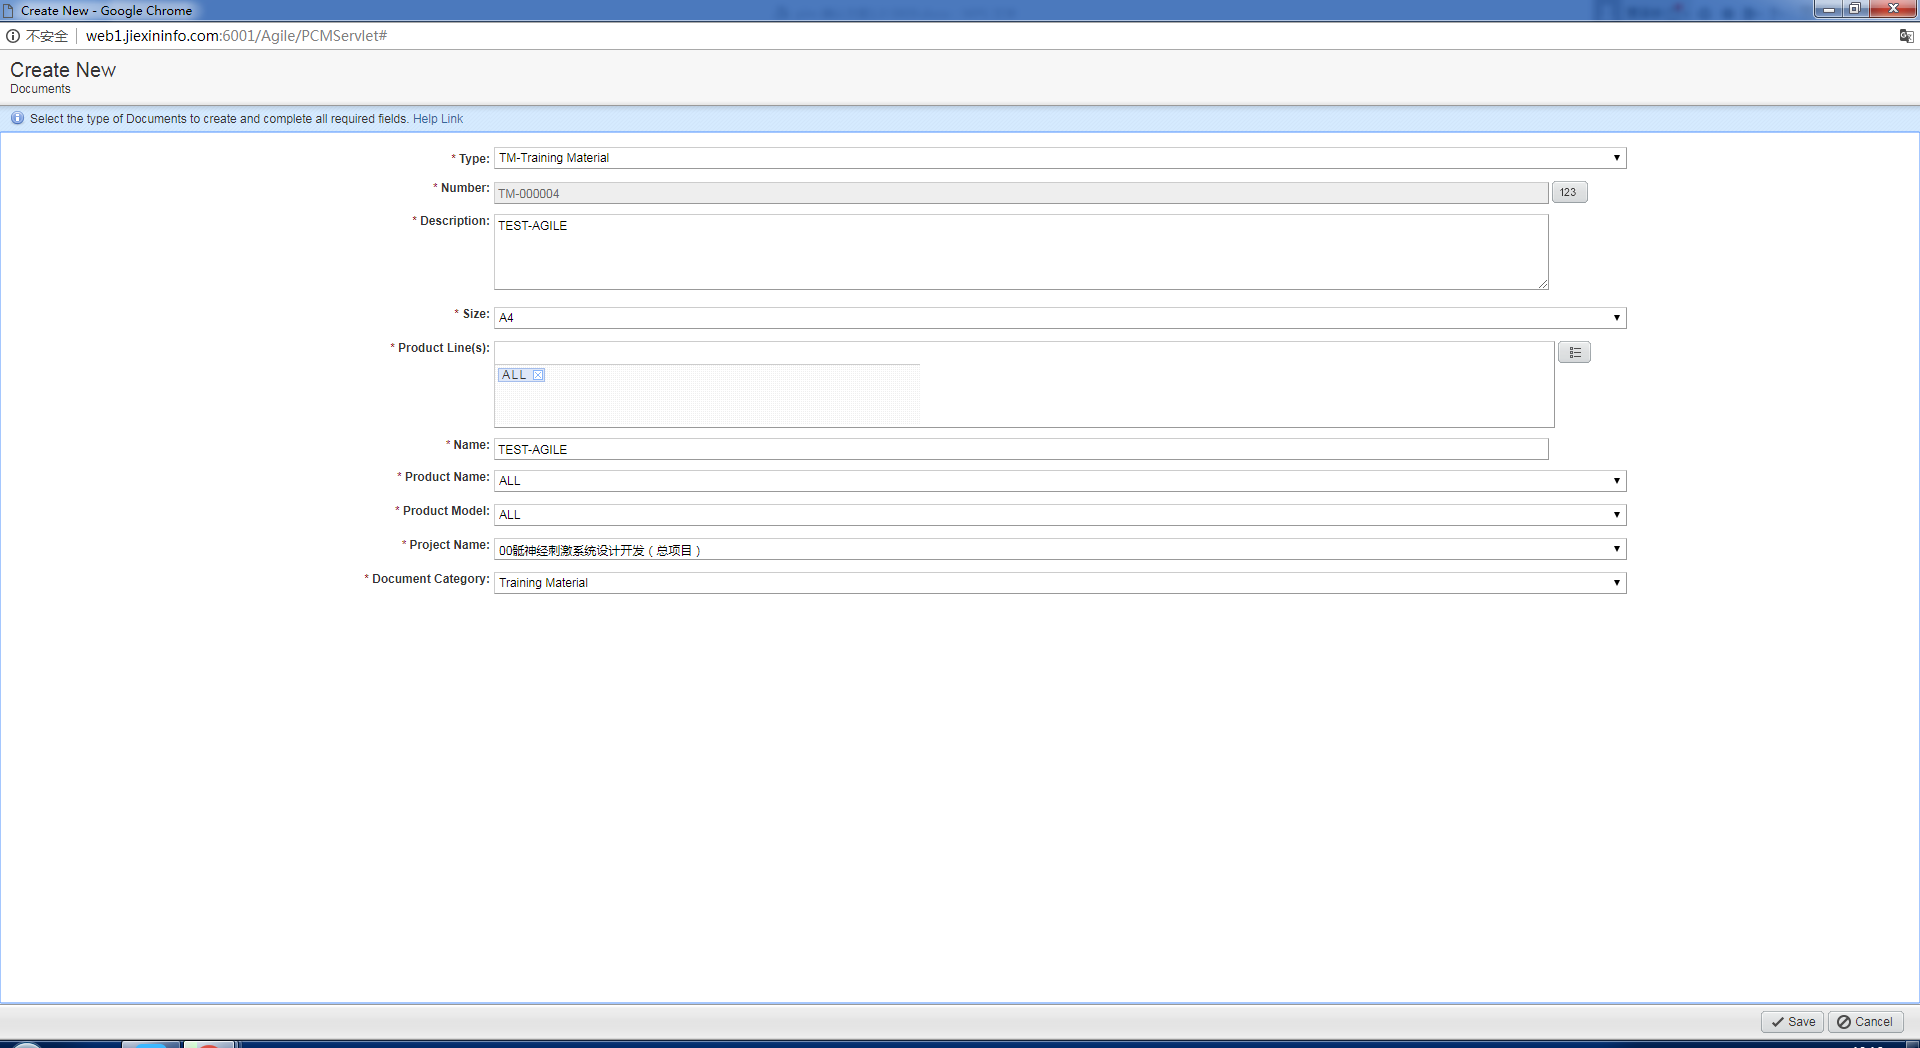 Create New - Google Chrome
不安全 web1.jiexininfo.com:6001/Agile/PCMServlet#
Create New
Documents
Select the type of Documents to create and complete all required fields. Help Link
* Type: TM-Training Material
* Number: TM-000004 123
* Description: TEST-AGILE
* Size: A4
* Product Line(s):
ALL
* Name: TEST-AGILE
* Product Name: ALL
* Product Model: ALL
* Project Name: 00骶神经刺激系统设计开发（总项目）
* Document Category: Training Material
Save Cancel